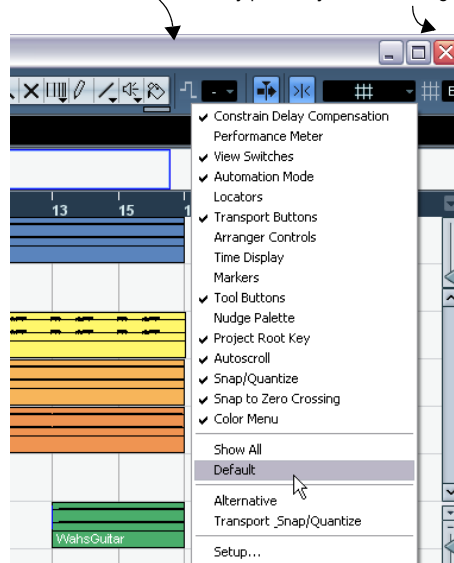 13 15 1
✓ Constrain Delay Compensation
Performance Meter
✓ View Switches
✓ Automation Mode
Locators
✓ Transport Buttons
Arranger Controls
Time Display
Markers
✓ Tool Buttons
Nudge Palette
✓ Project Root Key
✓ Autoscroll
✓ Snap/Quantize
✓ Snap to Zero Crossing
✓ Color Menu
Show All
Default
Alternative
Transport _Snap/Quantize
WahsGuitar
Setup...